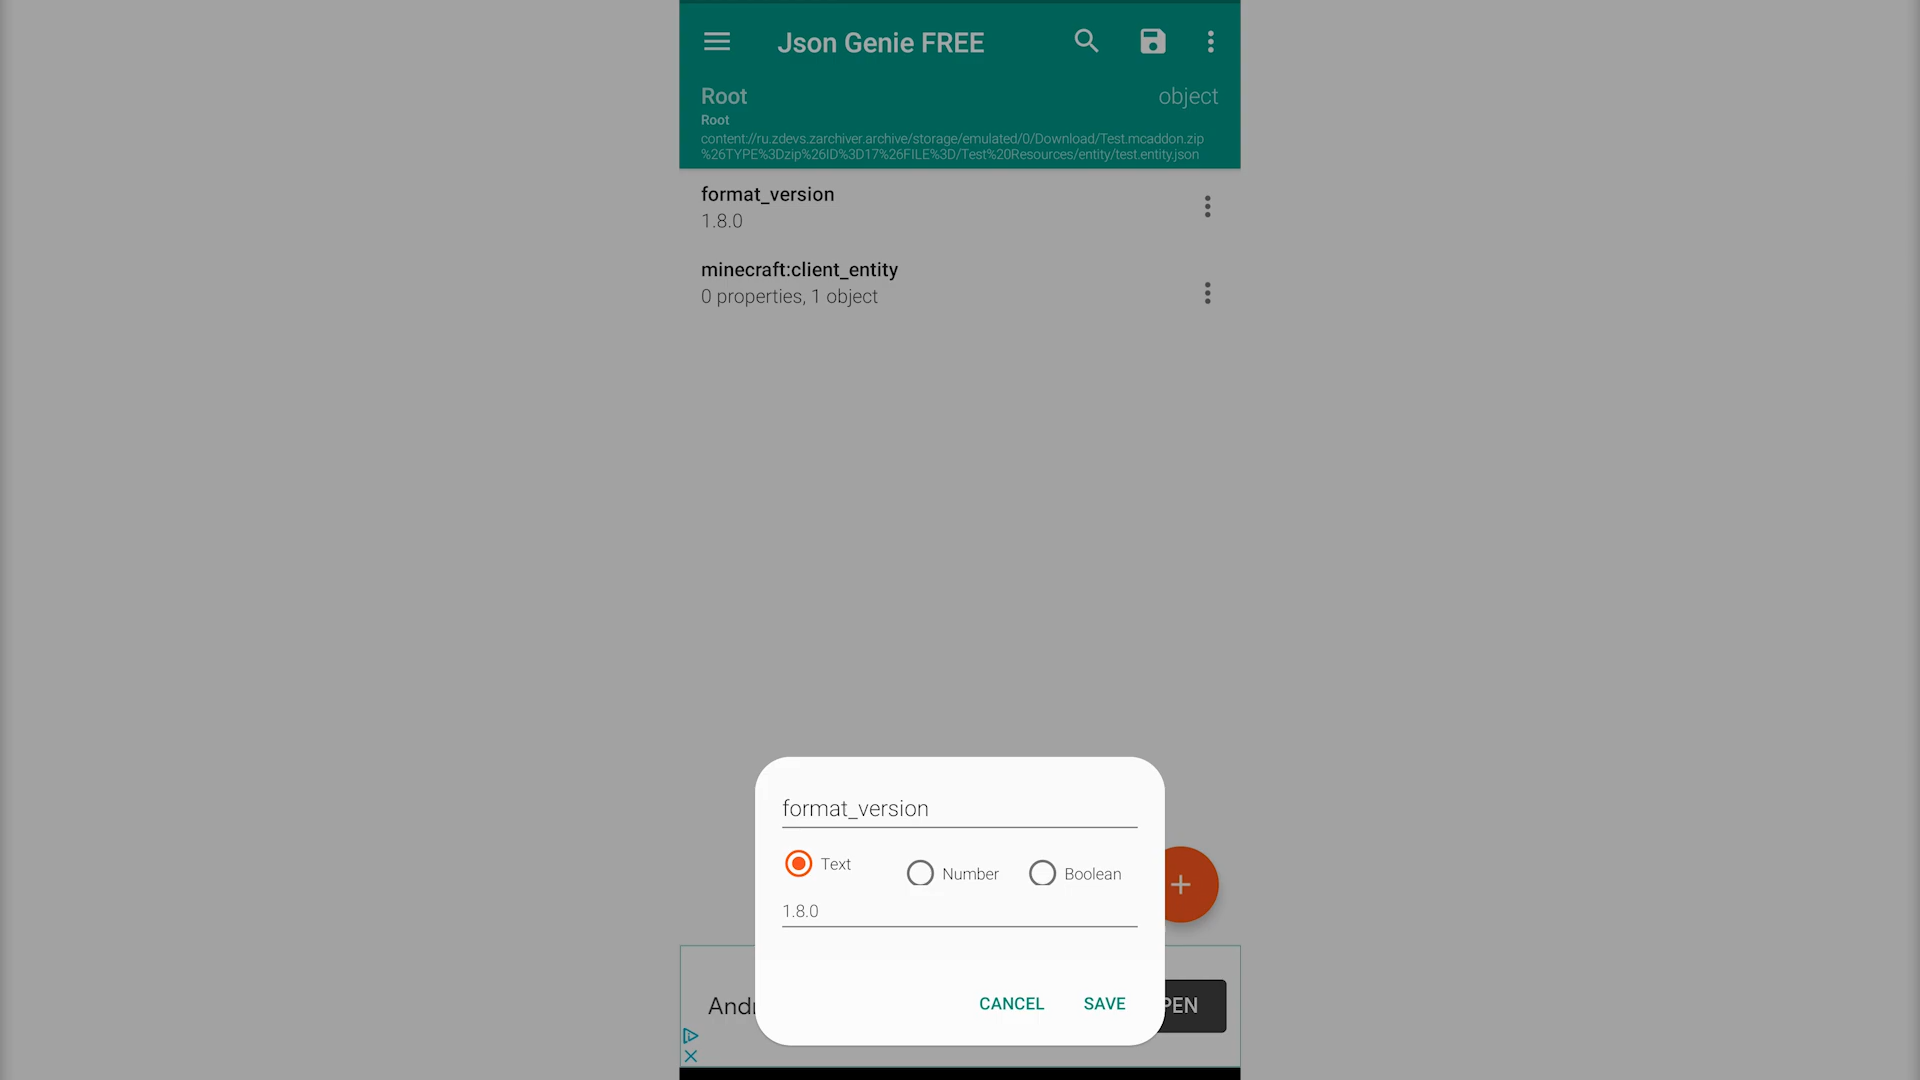 Json Genie FREE
Root object
Root
content://ru.zdevs.zarchiver.archive/storage/emulated/0/Download/Test.mcaddon.zip
%26TYPE%3Dzip%26ID%3D17%26FILE%3D/Test%20Resources/entity/test.entity.json
format_version
1.8.0
minecraft:client_entity
0 properties, 1 object
format_version
Text Number Boolean
1.8.0
CANCEL SAVE
Andr
PEN